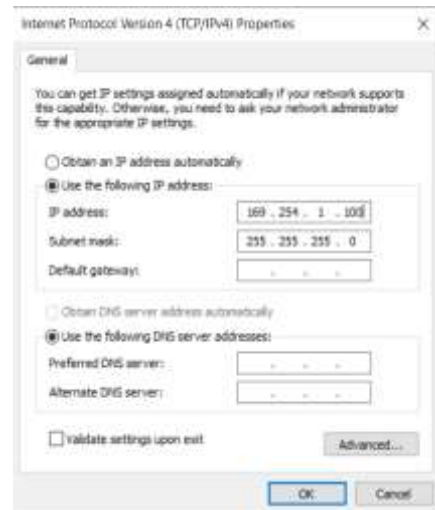 Internet Protocol Version 4 (TCP/IPv4) Properties
General
You can get IP settings assigned automatically if your network supports
this capability. Otherwise, you need to ask your network administrator
for the appropriate IP settings.
Obtain an IP address automatically
Use the following IP address:
IP address: 169 . 254 . 1 . 100
Subnet mask: 255 . 255 . 255 . 0
Default gateway: . . .
Obtain DNS server address automatically
Use the following DNS server addresses:
Preferred DNS server: . . .
Alternate DNS server: . . .
Validate settings upon exit
Advanced...
OK Cancel